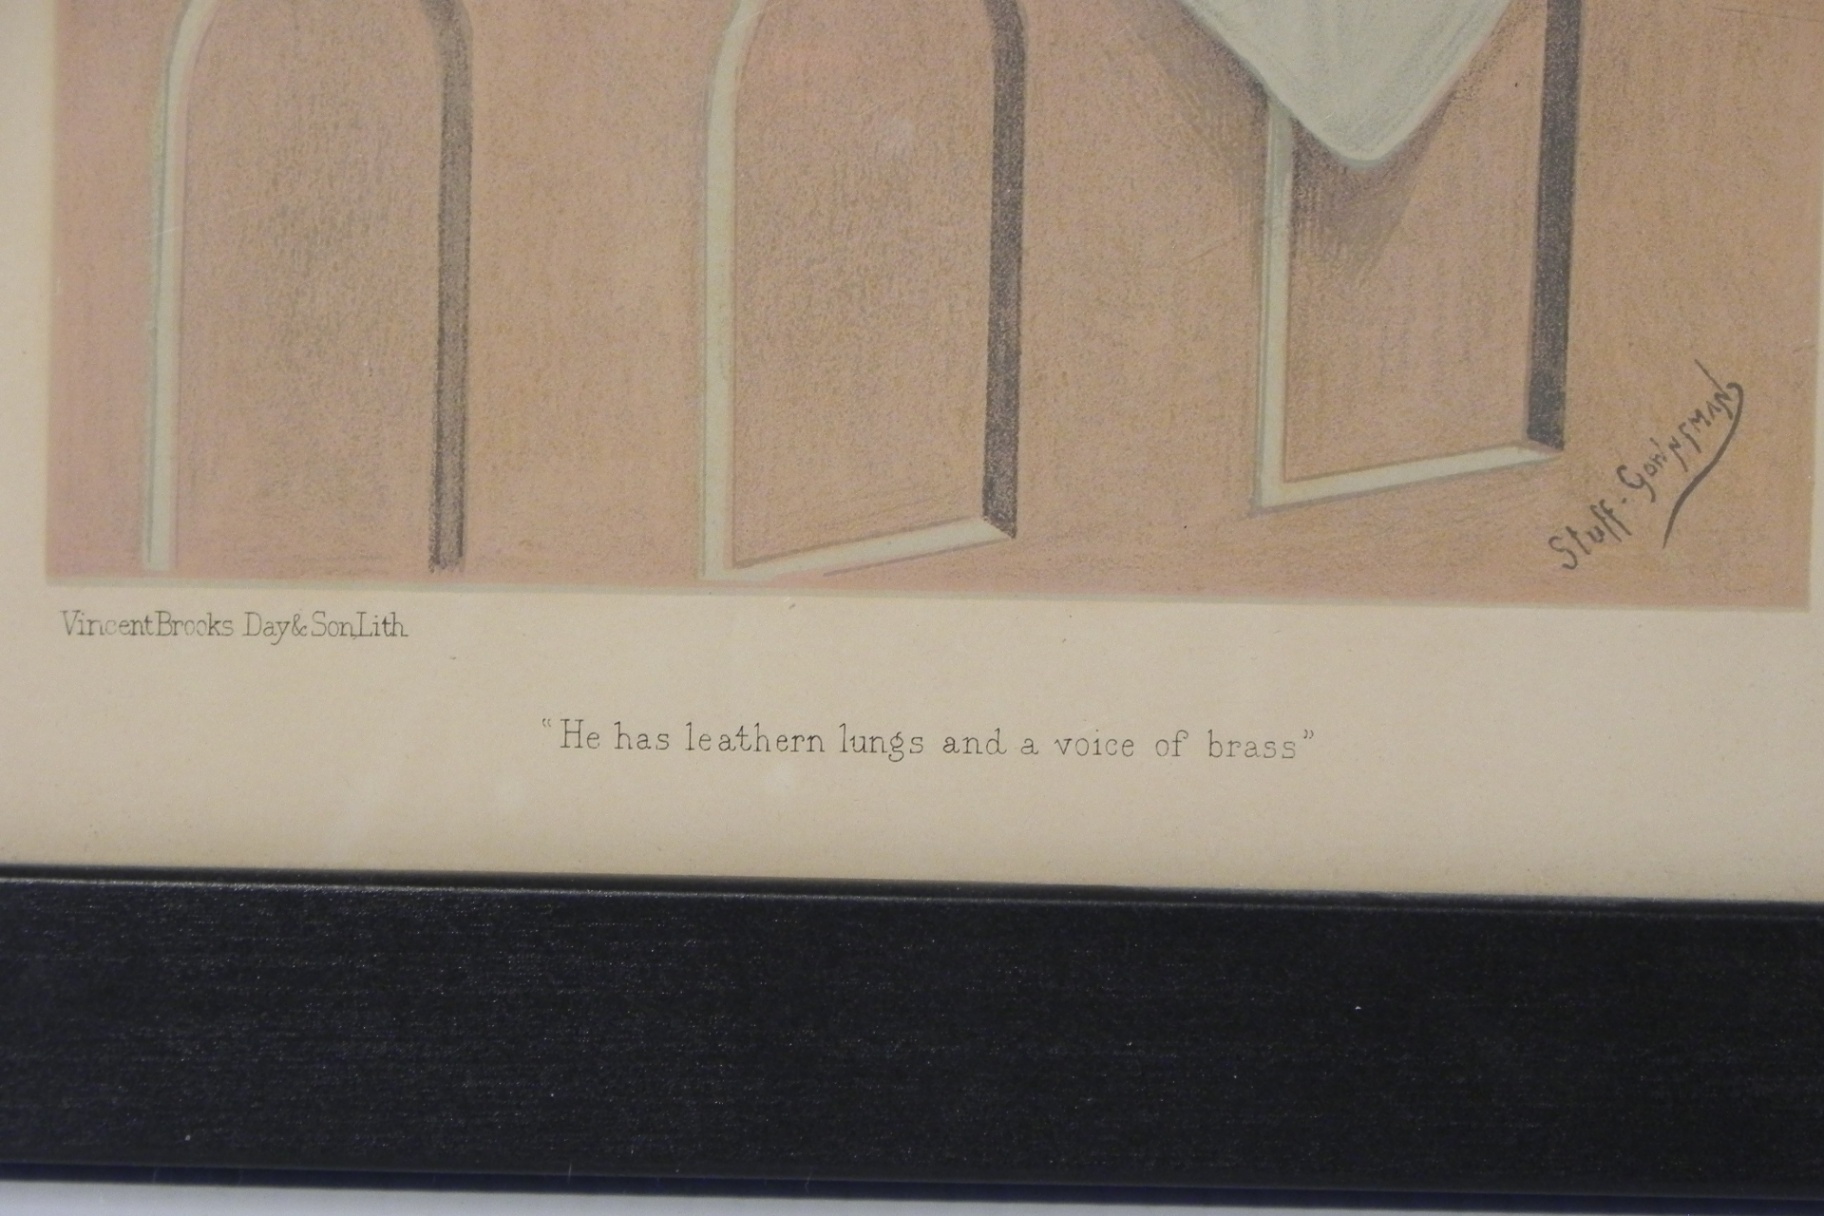 Stuff-Gownsman
Vincent Brooks Day & Son, Lith.
"He has leathern lungs and a voice of brass"